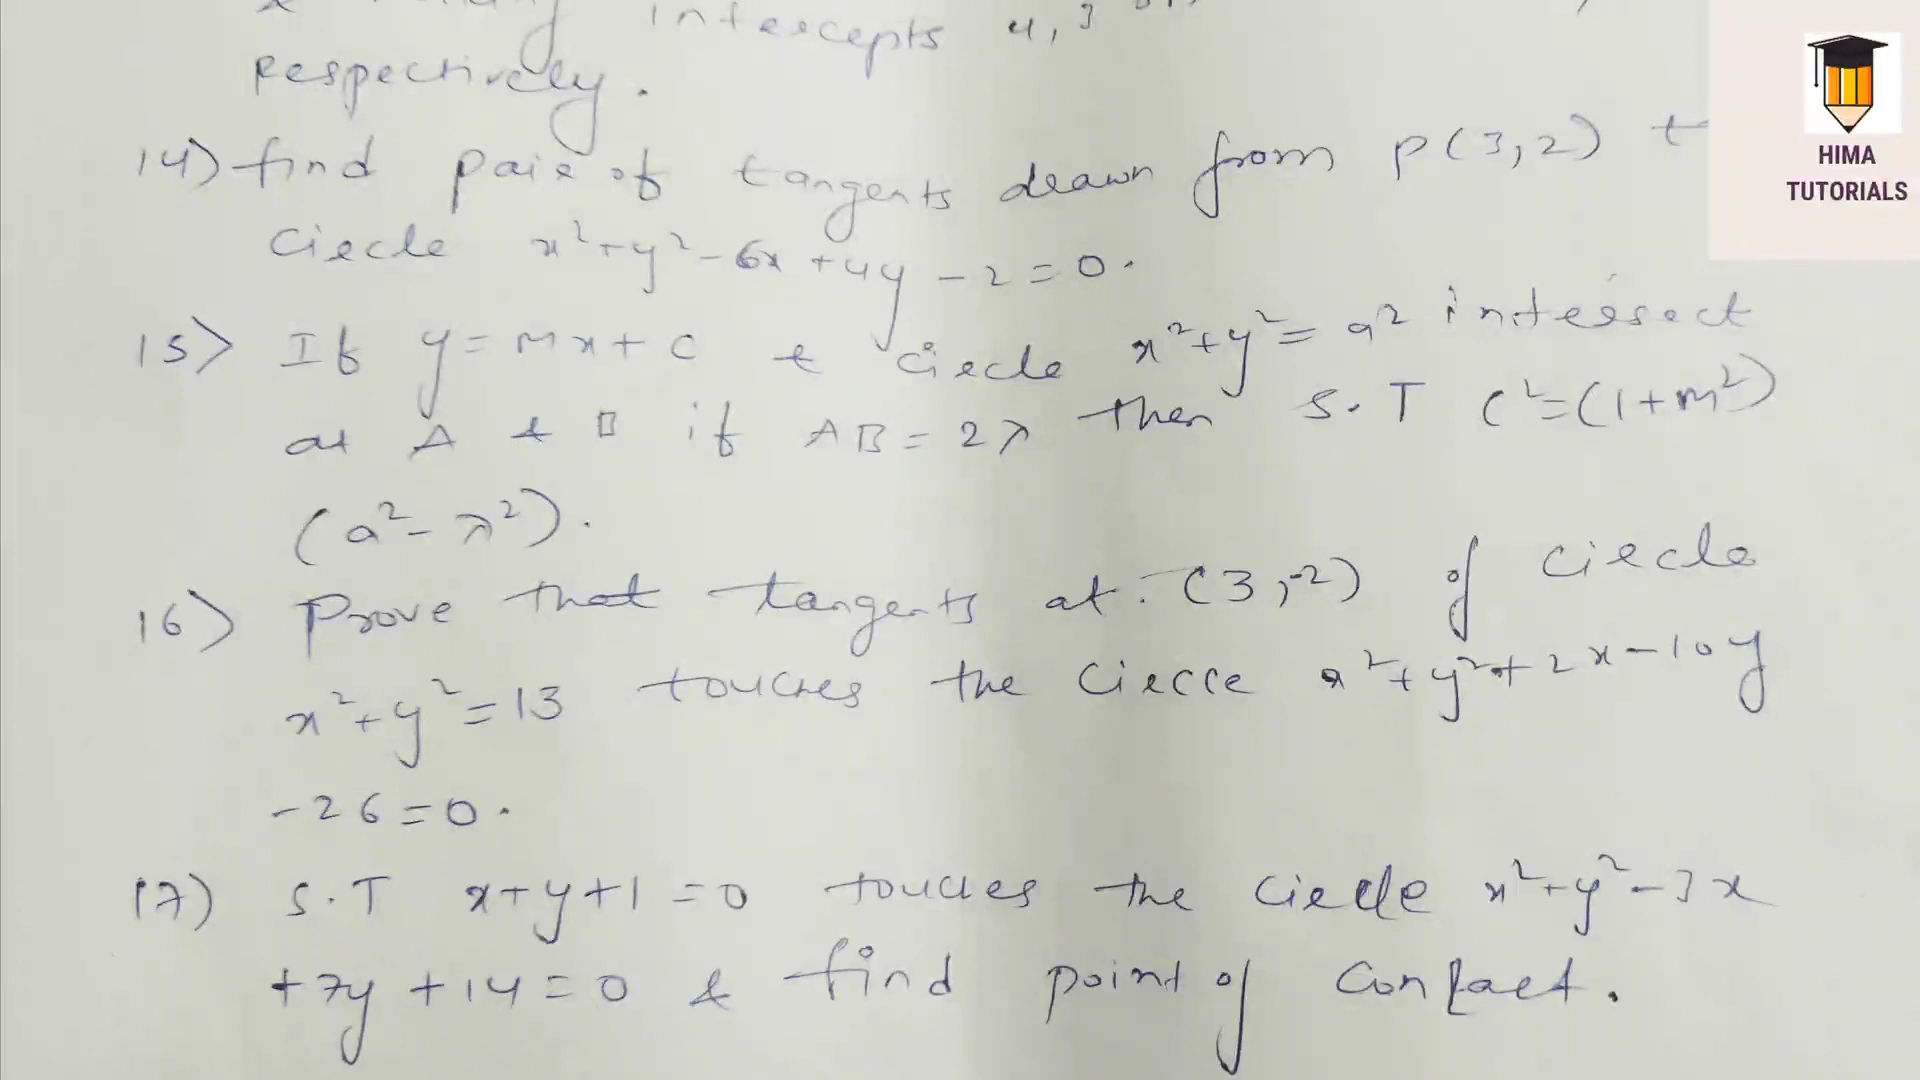 intercepts 4, 3
respectively.
14) find pair of tangents drawn from P(3,2) t
circle x²+y²-6x+4y-2=0.
15> If y=mx+c & circle x²+y²=a² intersect
at A & B if AB=2λ then S.T c²=(1+m²)
(a²-λ²).
16> Prove that tangents at (3,-2) of circle
x²+y²=13 touches the circle x²+y²+2x-10y
-26=0.
17) S.T x+y+1=0 touches the circle x²+y²-3x
+7y+14=0 & find point of contact.
HIMA
TUTORIALS